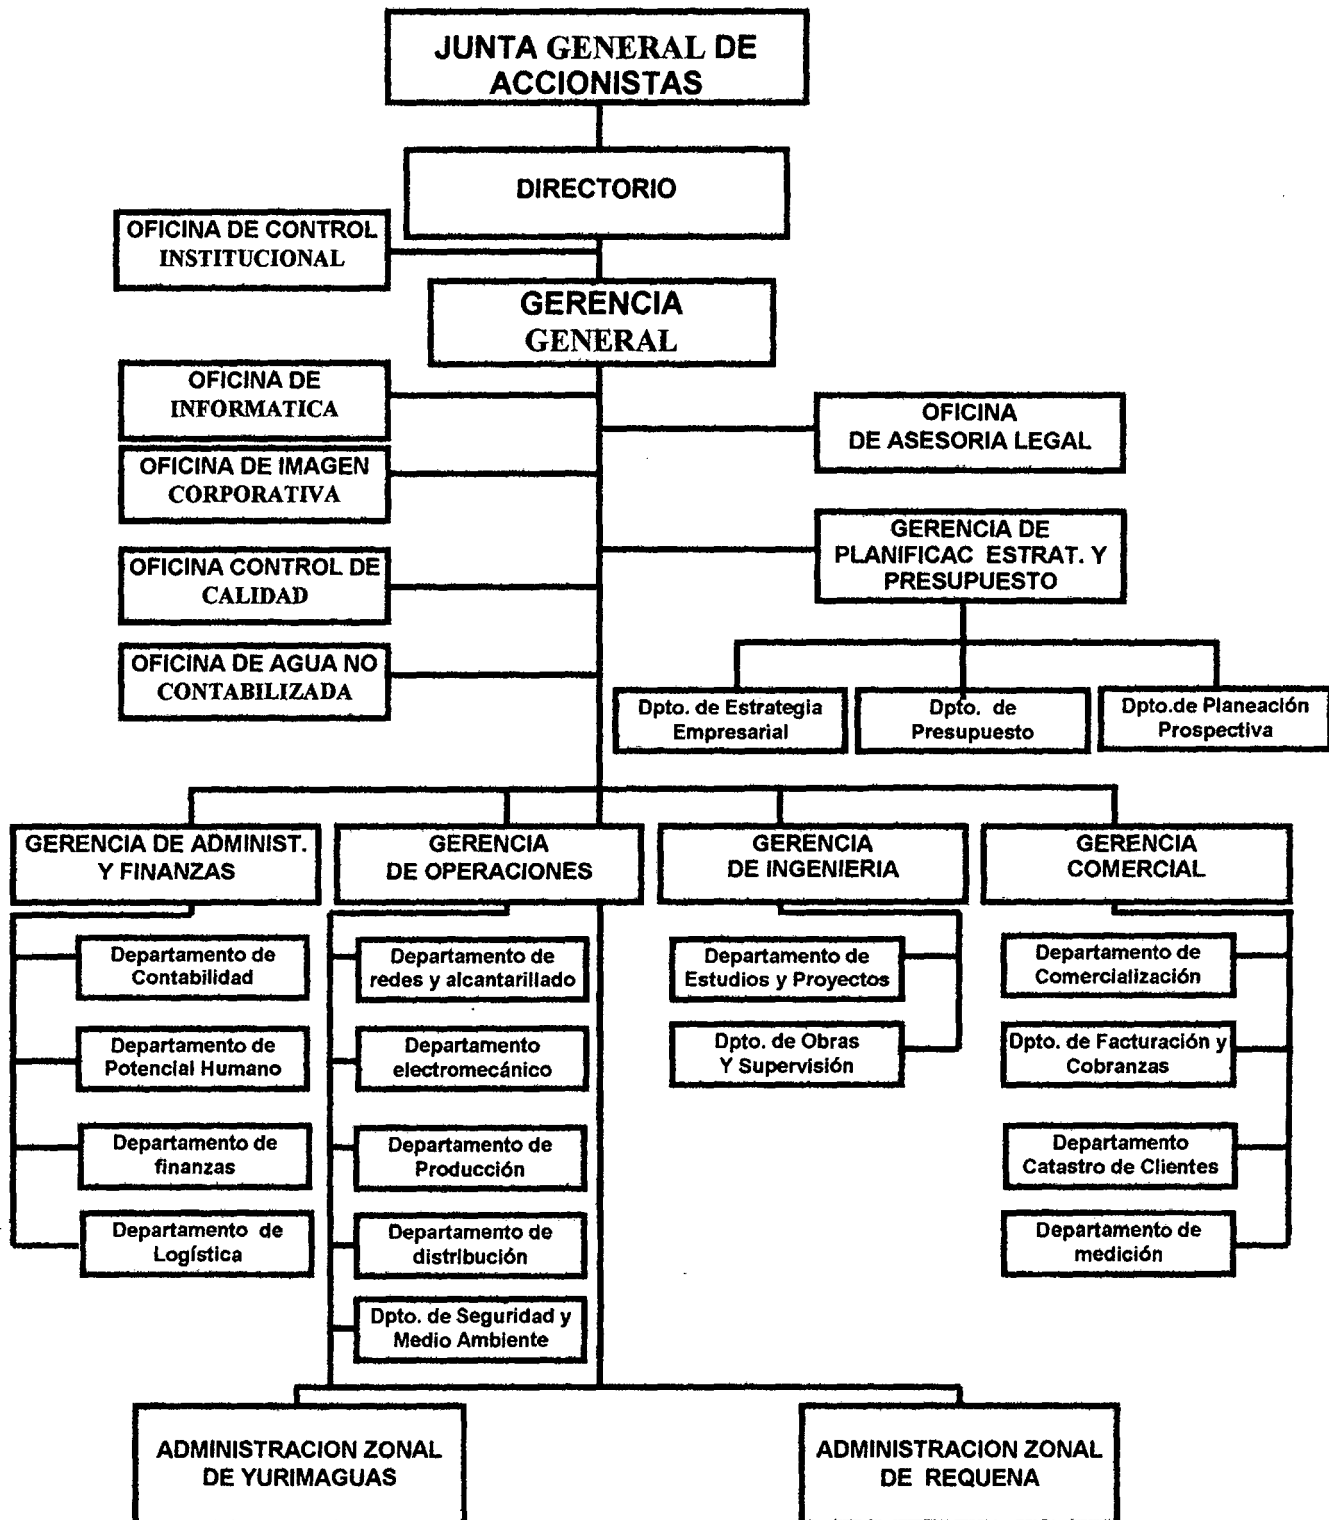 JUNTA GENERAL DE
ACCIONISTAS
DIRECTORIO
OFICINA DE CONTROL
INSTITUCIONAL
GERENCIA
GENERAL
OFICINA DE
INFORMATICA
OFICINA
DE ASESORIA LEGAL
OFICINA DE IMAGEN
CORPORATIVA
GERENCIA DE
PLANIFICAC ESTRAT. Y
PRESUPUESTO
OFICINA CONTROL DE
CALIDAD
OFICINA DE AGUA NO
CONTABILIZADA
Dpto. de Estrategia
Empresarial
Dpto. de
Presupuesto
Dpto.de Planeación
Prospectiva
GERENCIA DE ADMINIST.
Y FINANZAS
GERENCIA
DE OPERACIONES
GERENCIA
DE INGENIERIA
GERENCIA
COMERCIAL
Departamento de
Contabilidad
Departamento de
redes y alcantarillado
Departamento de
Estudios y Proyectos
Departamento de
Comercialización
Departamento de
Potencial Humano
Departamento
electromecánico
Dpto. de Obras
Y Supervisión
Dpto. de Facturación y
Cobranzas
Departamento de
finanzas
Departamento de
Producción
Departamento
Catastro de Clientes
Departamento de
Logística
Departamento de
distribución
Departamento de
medición
Dpto. de Seguridad y
Medio Ambiente
ADMINISTRACION ZONAL
DE YURIMAGUAS
ADMINISTRACION ZONAL
DE REQUENA